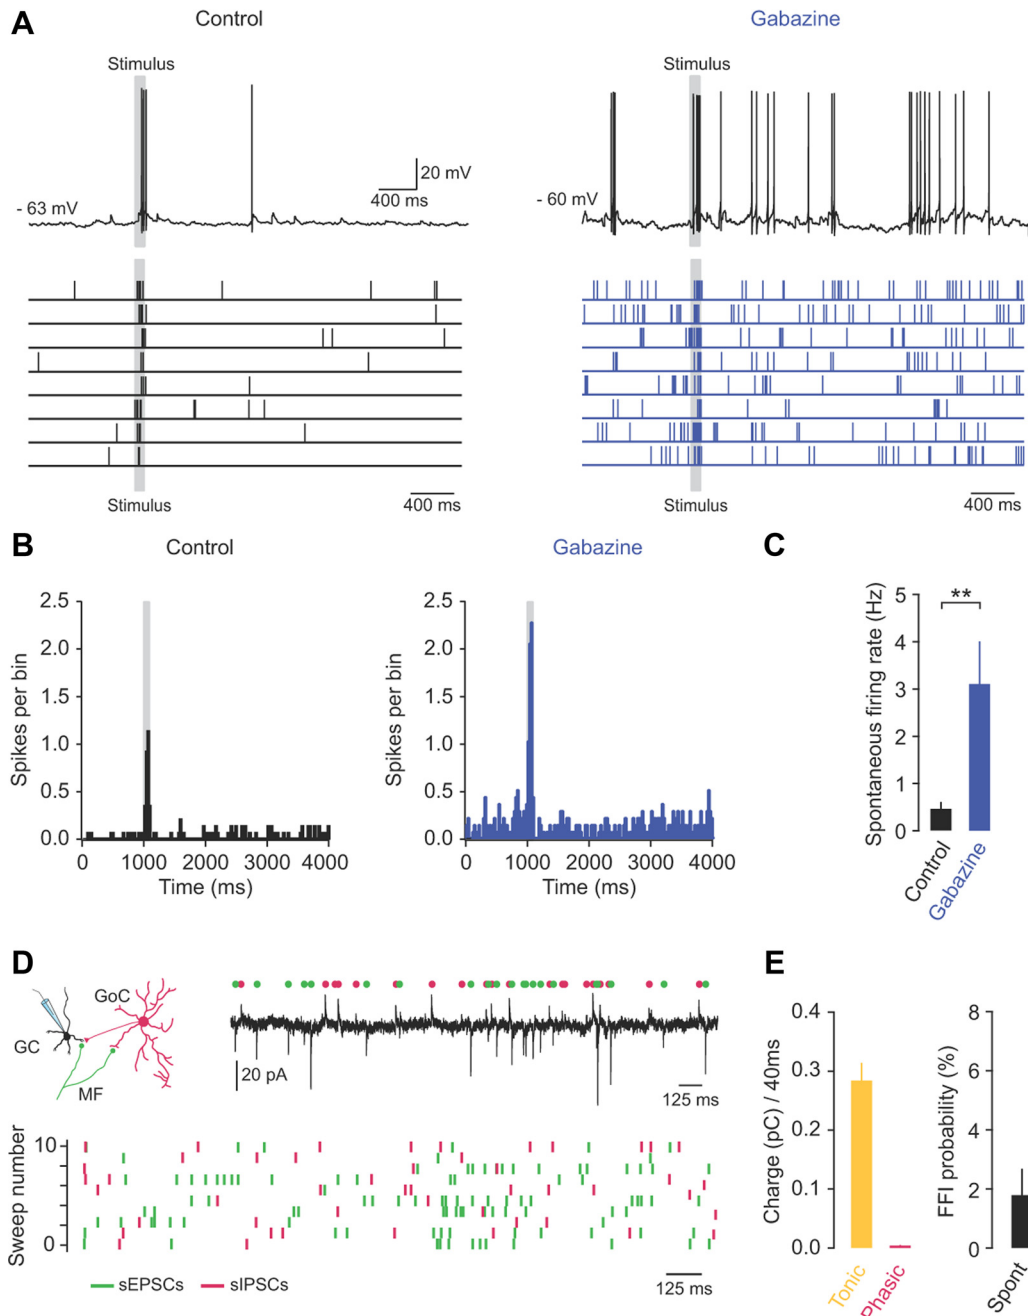 A
Control
Gabazine
Stimulus
Stimulus
20 mV
400 ms
- 63 mV
- 60 mV
Stimulus
400 ms
Stimulus
400 ms
B
Control
Gabazine
C
2.5
2.0
1.5
1.0
0.5
0.0
Spikes per bin
0
1000
2000
3000
4000
Time (ms)
2.5
2.0
1.5
1.0
0.5
0.0
Spikes per bin
0
1000
2000
3000
4000
Time (ms)
5
4
3
2
1
0
Spontaneous firing rate (Hz)
**
Control
Gabazine
D
GoC
GC
MF
20 pA
125 ms
10
0
Sweep number
sEPSCs
sIPSCs
125 ms
E
0.4
0.3
0.2
0.1
0.0
Charge (pC) / 40ms
Tonic
Phasic
8
6
4
2
0
FFI probability (%)
Spont